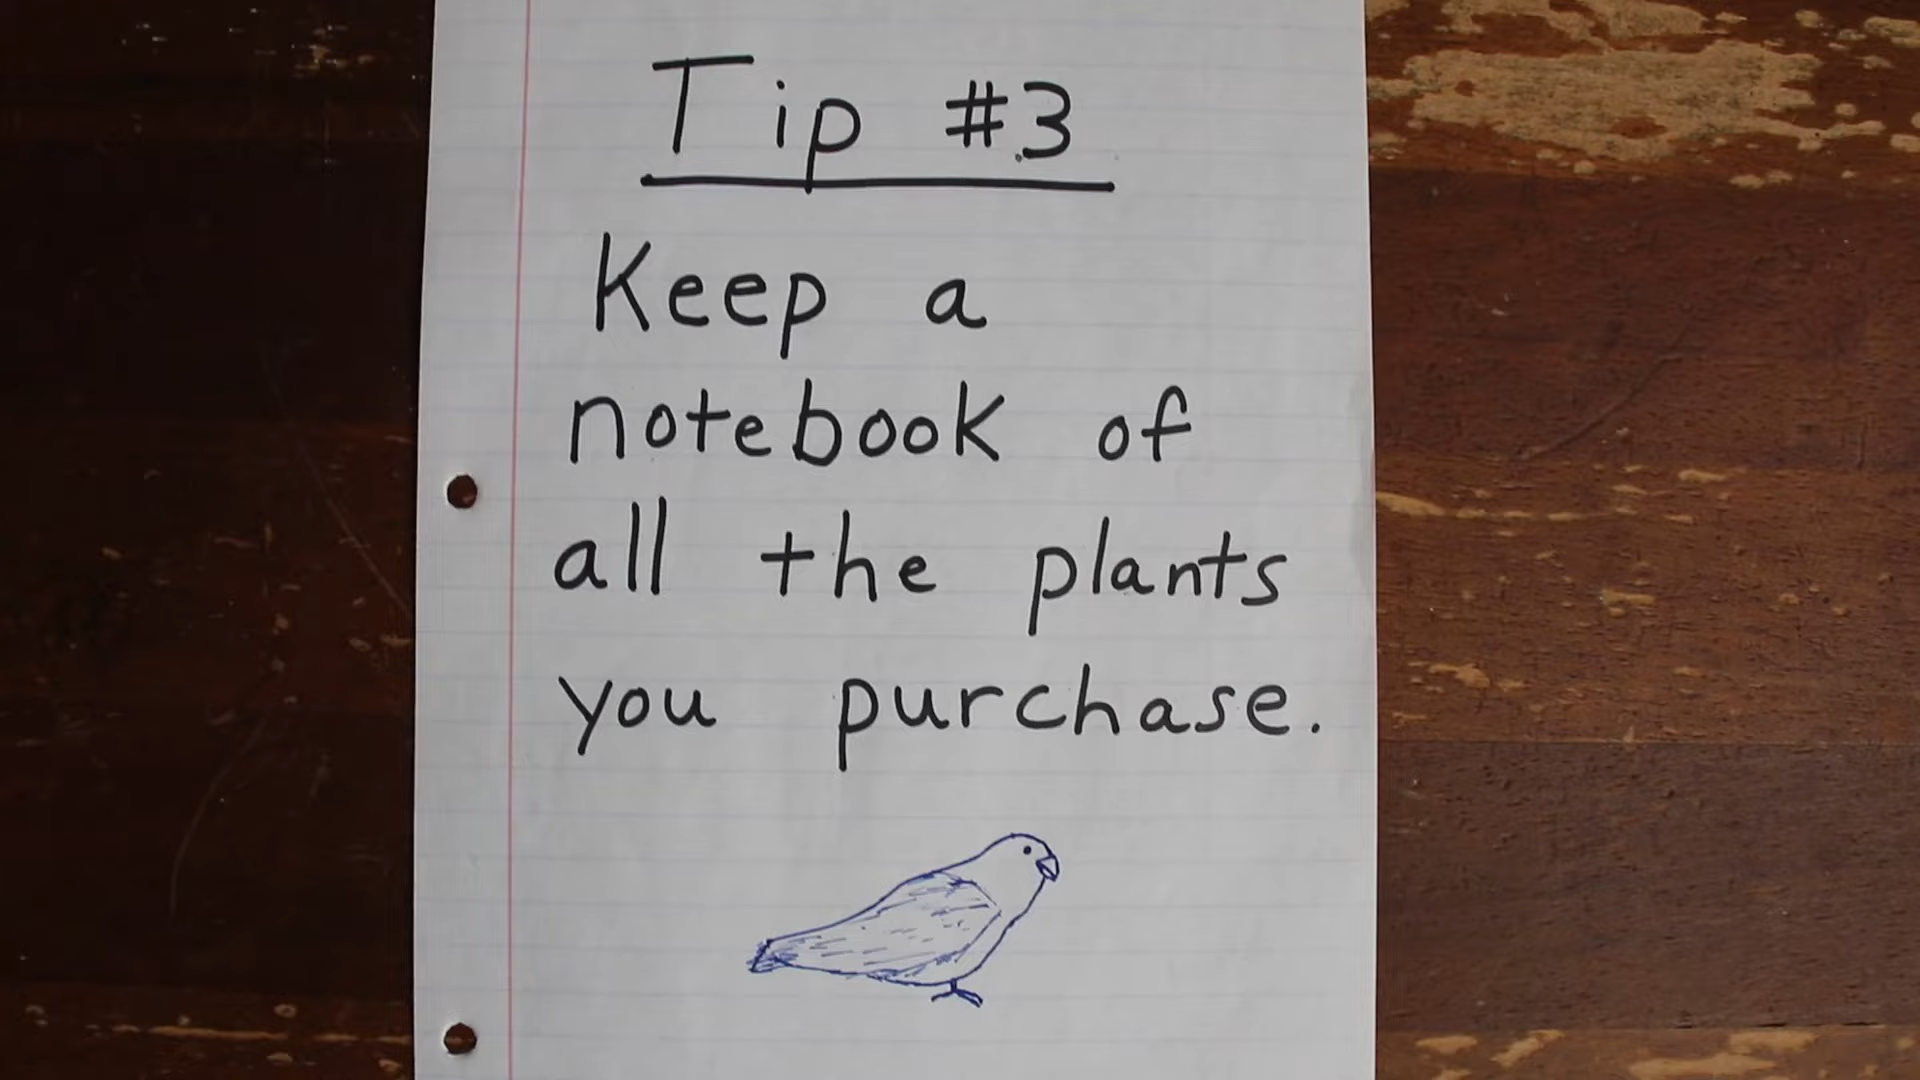 Tip #3
Keep a
notebook of
all the plants
you purchase.